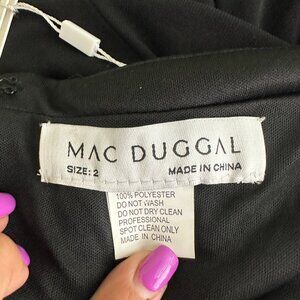 MAC DUGGAL
SIZE: 2 MADE IN CHINA
100% POLYESTER
DO NOT WASH
DO NOT DRY CLEAN
PROFESSIONAL
SPOT CLEAN ONLY
MADE IN CHINA